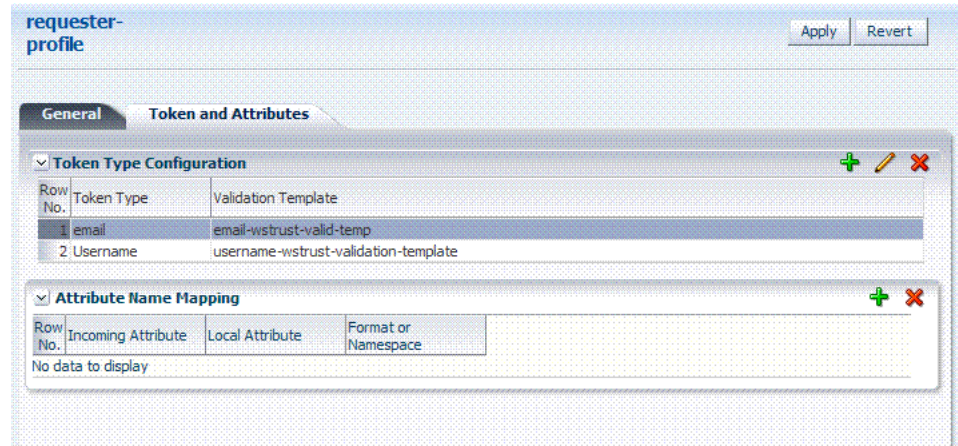 requester-
profile
Apply Revert
General Token and Attributes
Token Type Configuration
Row No. Token Type Validation Template
1 email email-wstrust-valid-temp
2 Username username-wstrust-validation-template
Attribute Name Mapping
Row No. Incoming Attribute Local Attribute Format or Namespace
No data to display